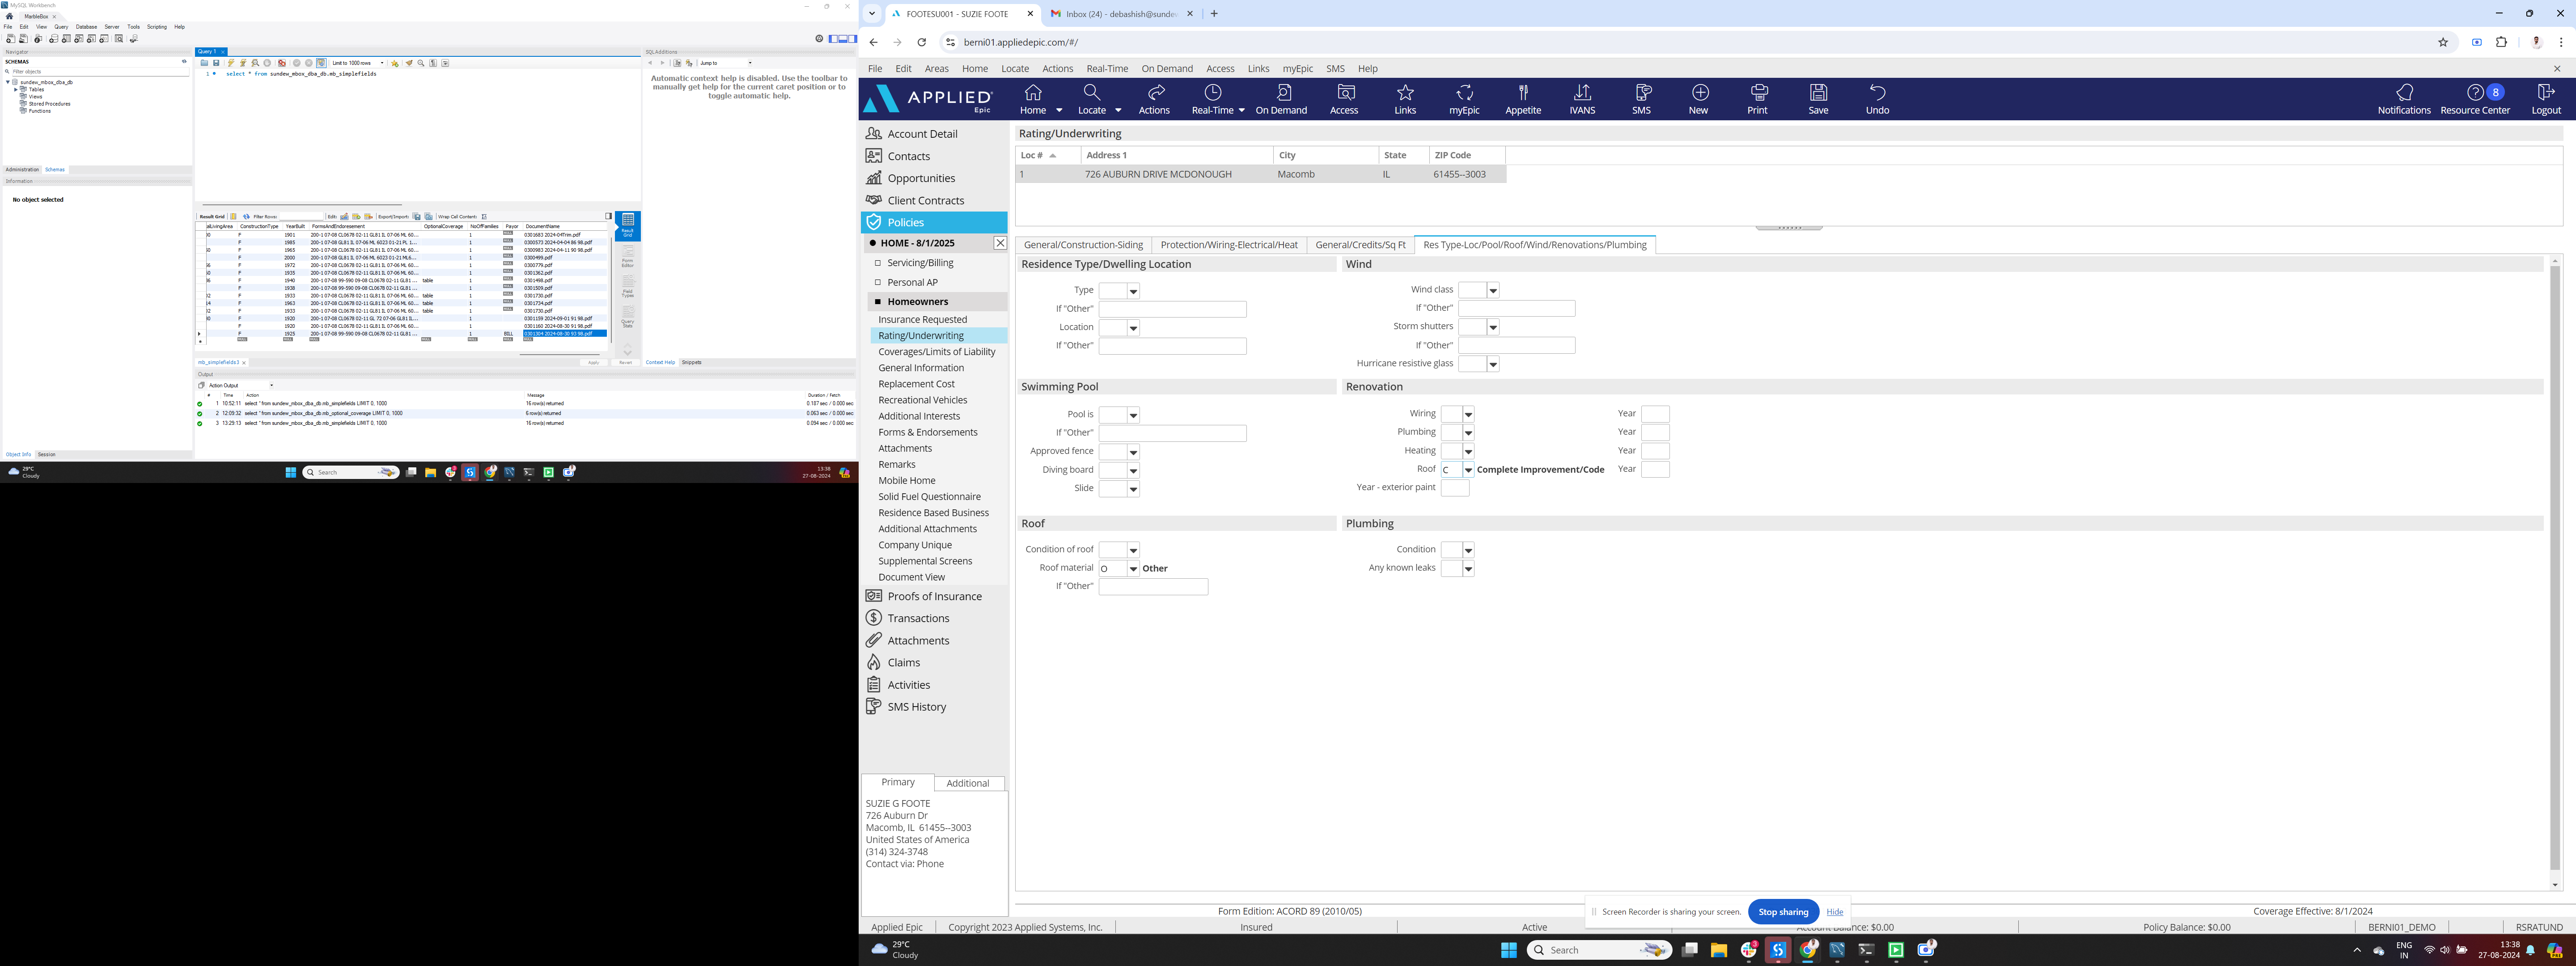 MySQL Workbench
MarbleBox
File Edit View Query Database Server Tools Scripting Help
Navigator
SCHEMAS
Filter objects
sundew_mbox_dba_db
Tables
Views
Stored Procedures
Functions
Administration Schemas
Information
No object selected
Object Info Session
Query 1
Limit to 1000 rows
1 select * from sundew_mbox_dba_db.mb_simplefields
SQLAdditions
Jump to
Automatic context help is disabled. Use the toolbar to
manually get help for the current caret position or to
toggle automatic help.
Result Grid Filter Rows: Edit: Export/Import: Wrap Cell Content:
alLivingArea ConstructionType YearBuilt FormsAndEndorsement OptionalCoverage NoOfFamilies Payor DocumentName
Result Grid
Form Editor
Field Types
Query Stats
mb_simplefields3
Apply Revert
Context Help Snippets
Output
Action Output
# Time Action Message Duration / Fetch
1 10:52:11 select * from sundew_mbox_dba_db.mb_simplefields LIMIT 0, 1000 16 row(s) returned 0.187 sec / 0.000 sec
2 12:09:32 select * from sundew_mbox_dba_db.mb_optional_coverage LIMIT 0, 1000 6 row(s) returned 0.063 sec / 0.000 sec
3 13:29:13 select * from sundew_mbox_dba_db.mb_simplefields LIMIT 0, 1000 16 row(s) returned 0.094 sec / 0.000 sec
29°C
Cloudy
Search
13:38
27-08-2024
FOOTESU001 - SUZIE FOOTE
Inbox (24) - debashish@sundew
berni01.appliedepic.com/#/
File Edit Areas Home Locate Actions Real-Time On Demand Access Links myEpic SMS Help
APPLIED Epic
Home Locate Actions Real-Time On Demand Access Links myEpic Appetite IVANS SMS New Print Save Undo
Notifications Resource Center 8 Logout
Account Detail
Contacts
Opportunities
Client Contracts
Policies
HOME - 8/1/2025
Servicing/Billing
Personal AP
Homeowners
Insurance Requested
Rating/Underwriting
Coverages/Limits of Liability
General Information
Replacement Cost
Recreational Vehicles
Additional Interests
Forms & Endorsements
Attachments
Remarks
Mobile Home
Solid Fuel Questionnaire
Residence Based Business
Additional Attachments
Company Unique
Supplemental Screens
Document View
Proofs of Insurance
Transactions
Attachments
Claims
Activities
SMS History
Primary Additional
SUZIE G FOOTE
726 Auburn Dr
Macomb, IL 61455--3003
United States of America
(314) 324-3748
Contact via: Phone
Rating/Underwriting
Loc # Address 1 City State ZIP Code
1 726 AUBURN DRIVE MCDONOUGH Macomb IL 61455--3003
General/Construction-Siding Protection/Wiring-Electrical/Heat General/Credits/Sq Ft Res Type-Loc/Pool/Roof/Wind/Renovations/Plumbing
Residence Type/Dwelling Location
Type
If "Other"
Location
If "Other"
Wind
Wind class
If "Other"
Storm shutters
If "Other"
Hurricane resistive glass
Swimming Pool
Pool is
If "Other"
Approved fence
Diving board
Slide
Renovation
Wiring Year
Plumbing Year
Heating Year
Roof C Complete Improvement/Code Year
Year - exterior paint
Roof
Condition of roof
Roof material O Other
If "Other"
Plumbing
Condition
Any known leaks
Form Edition: ACORD 89 (2010/05)
Coverage Effective: 8/1/2024
Screen Recorder is sharing your screen. Stop sharing Hide
Applied Epic Copyright 2023 Applied Systems, Inc. Insured Active Account Balance: $0.00 Policy Balance: $0.00 BERNI01_DEMO RSRATUND
29°C
Cloudy
Search
ENG
IN
13:38
27-08-2024